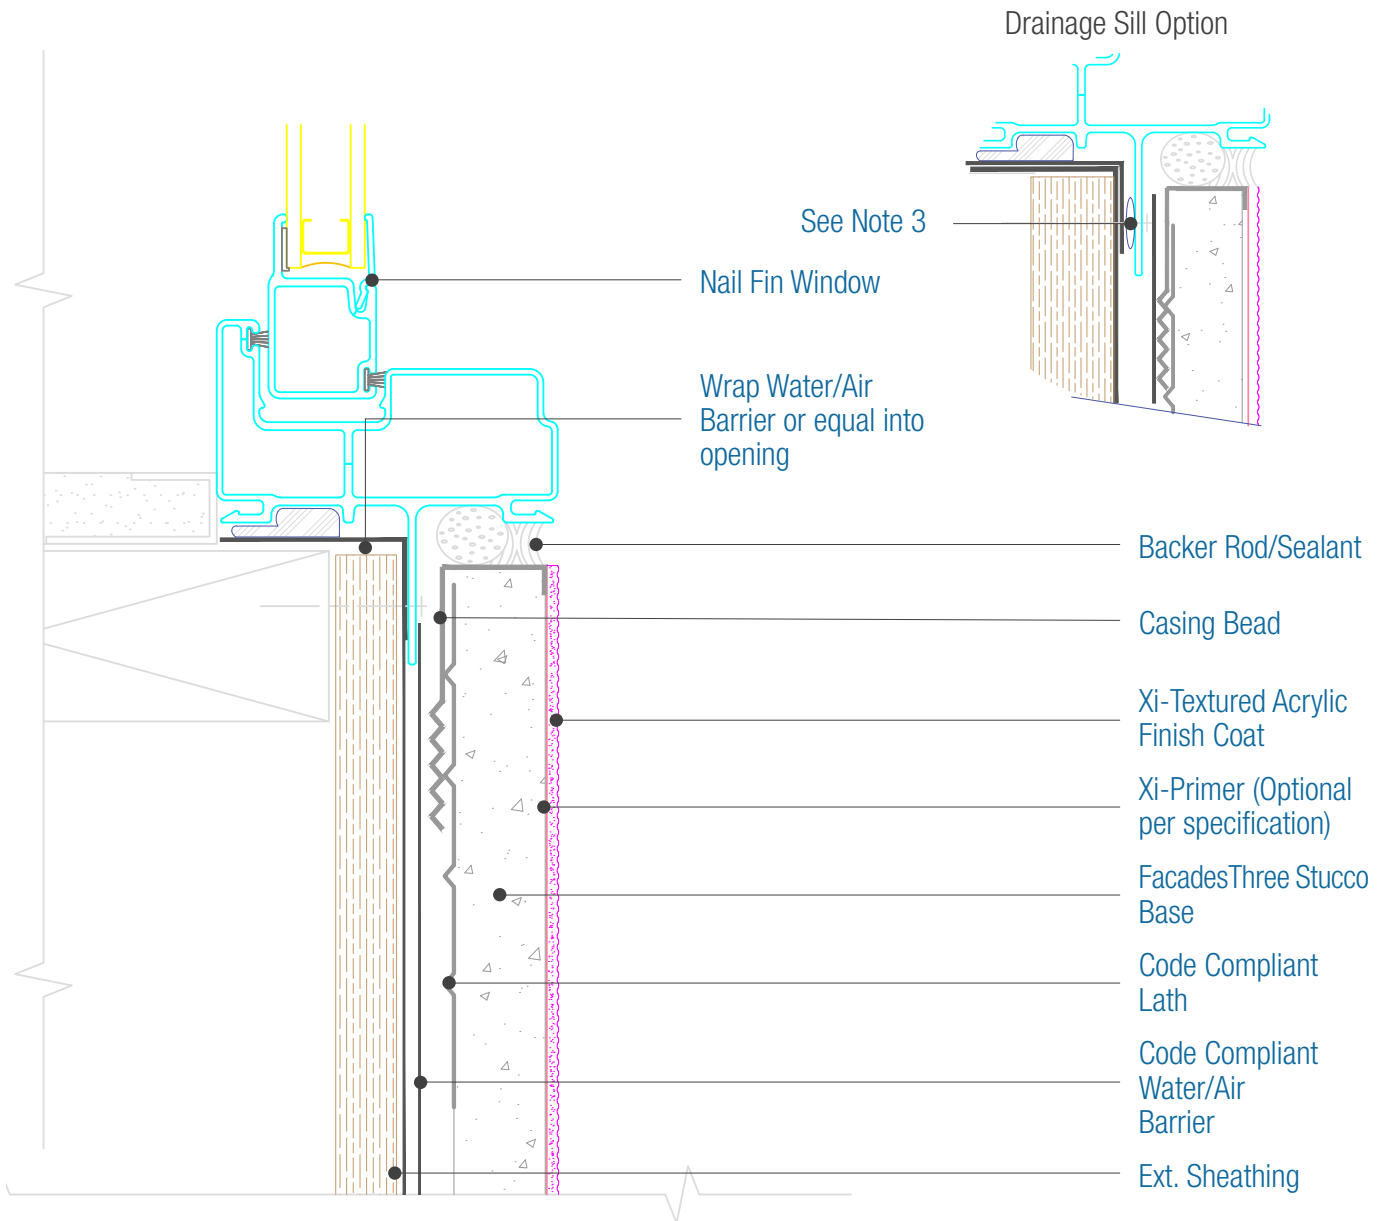 Drainage Sill Option
See Note 3
Nail Fin Window
Wrap Water/Air
Barrier or equal into
opening
Backer Rod/Sealant
Casing Bead
Xi-Textured Acrylic
Finish Coat
Xi-Primer (Optional
per specification)
FacadesThree Stucco
Base
Code Compliant
Lath
Code Compliant
Water/Air
Barrier
Ext. Sheathing